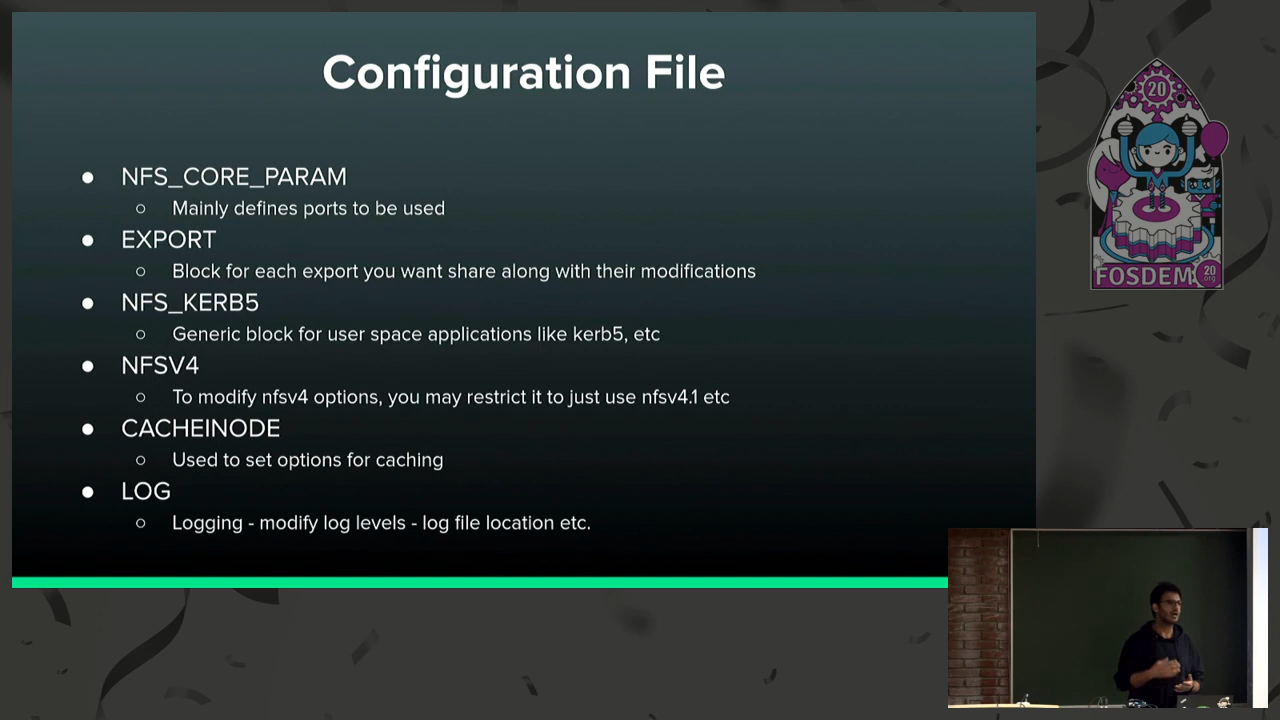 Configuration File
● NFS_CORE_PARAM
○ Mainly defines ports to be used
● EXPORT
○ Block for each export you want share along with their modifications
● NFS_KERB5
○ Generic block for user space applications like kerb5, etc
● NFSV4
○ To modify nfsv4 options, you may restrict it to just use nfsv4.1 etc
● CACHEINODE
○ Used to set options for caching
● LOG
○ Logging - modify log levels - log file location etc.
20
FOSDEM
20
org